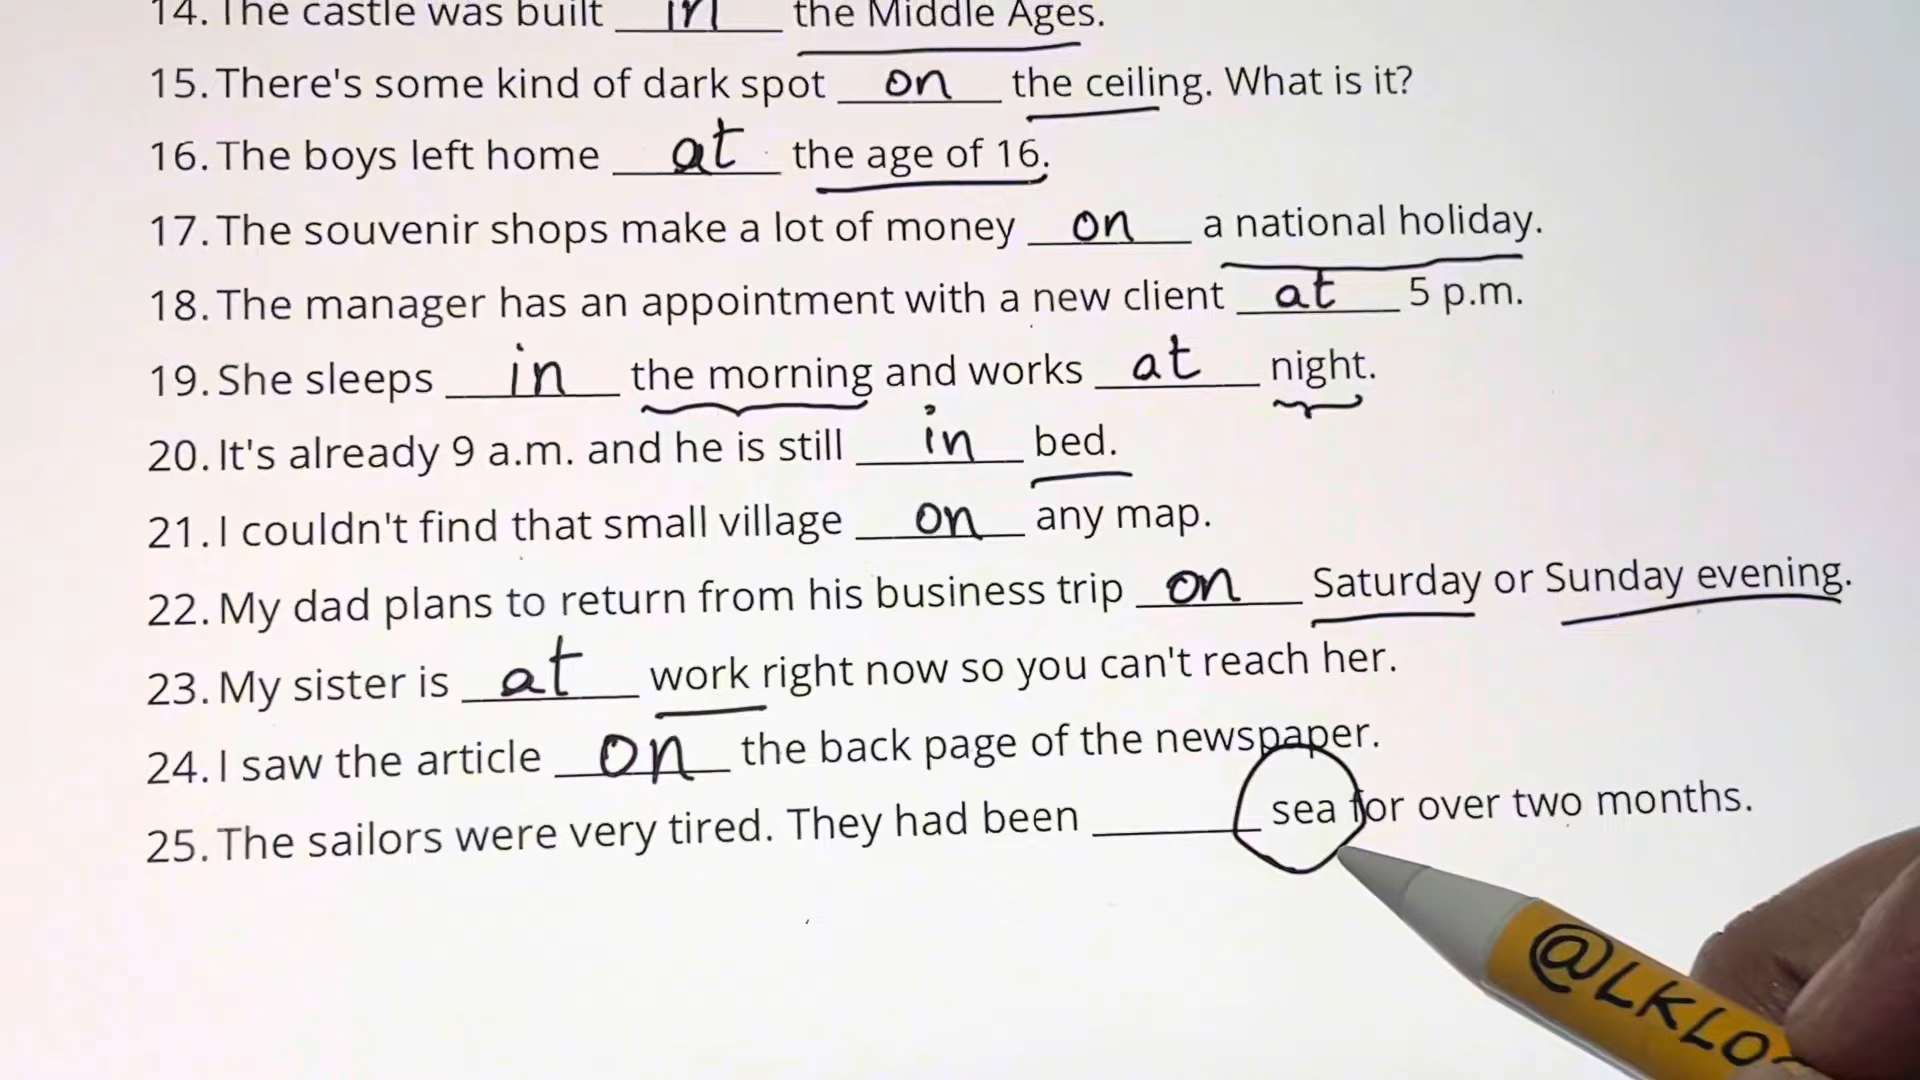 14. The castle was built in the Middle Ages.
15. There's some kind of dark spot on the ceiling. What is it?
16. The boys left home at the age of 16.
17. The souvenir shops make a lot of money on a national holiday.
18. The manager has an appointment with a new client at 5 p.m.
19. She sleeps in the morning and works at night.
20. It's already 9 a.m. and he is still in bed.
21. I couldn't find that small village on any map.
22. My dad plans to return from his business trip on Saturday or Sunday evening.
23. My sister is at work right now so you can't reach her.
24. I saw the article on the back page of the newspaper.
25. The sailors were very tired. They had been ______ sea for over two months.
@LKLO